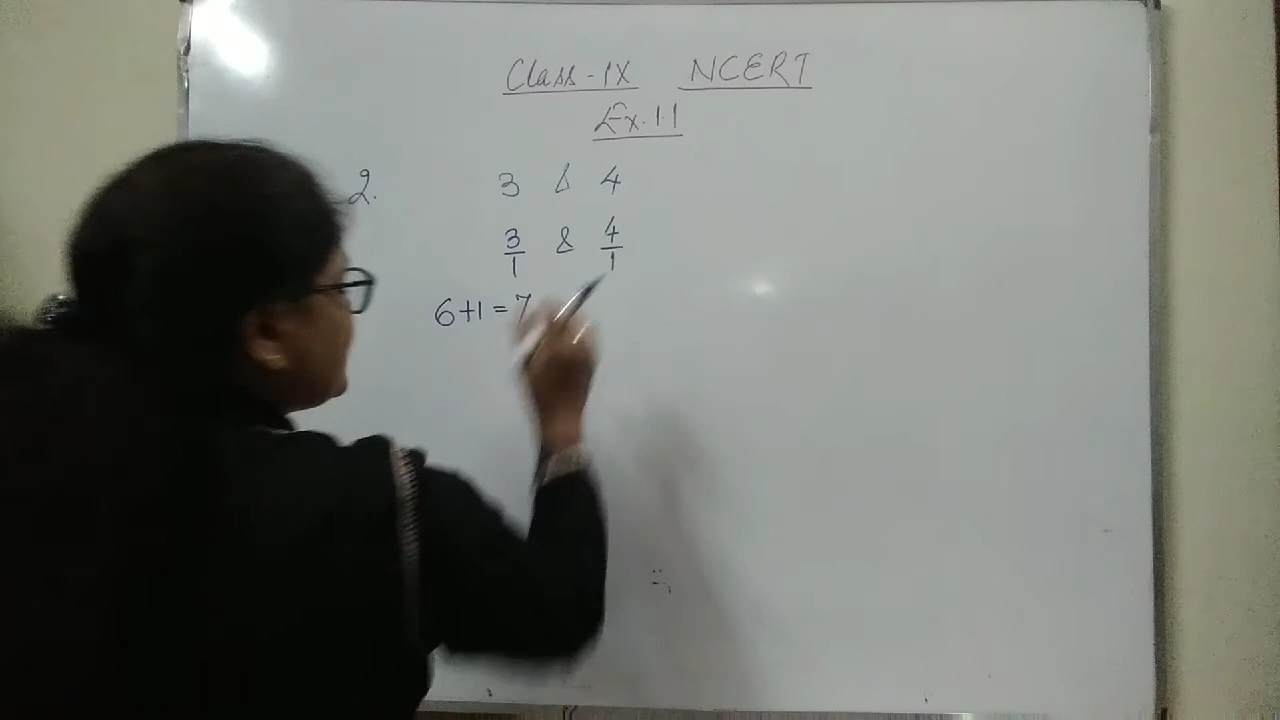 Class-IX NCERT
Ex.1.1
2. 3 & 4
3/1 & 4/1
6+1=7